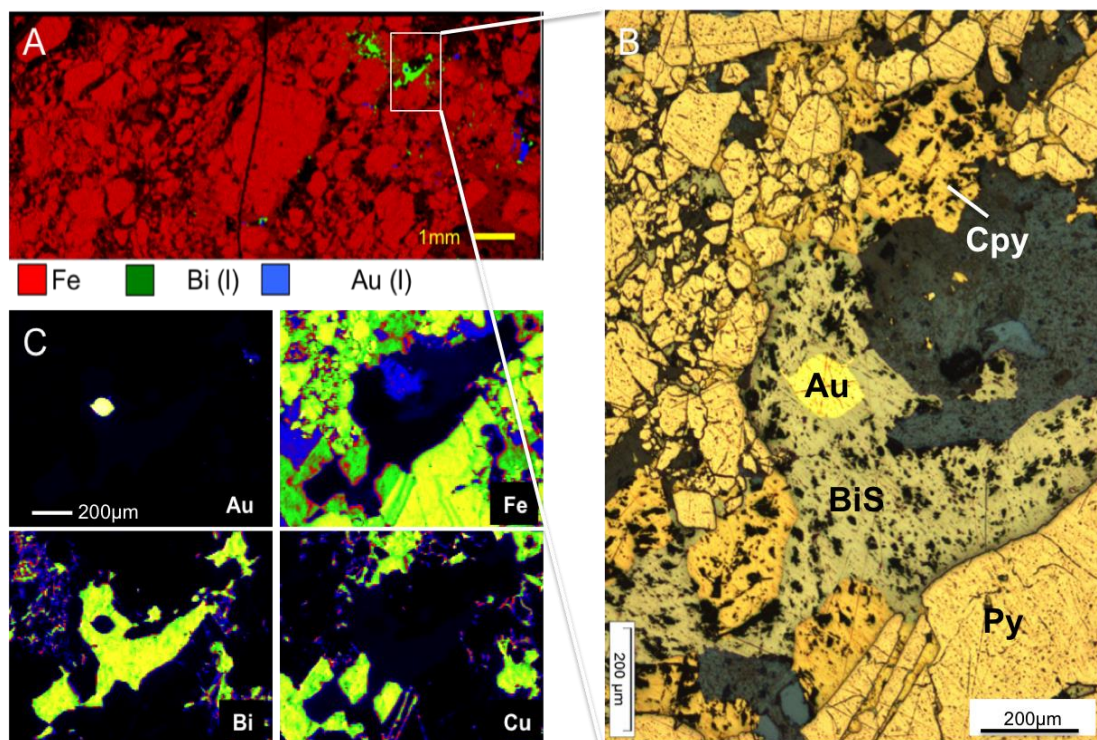 A
1mm
Fe
Bi (l)
Au (l)
C
Au
200µm
Fe
Bi
Cu
B
Cpy
Au
BiS
Py
200 µm
200µm